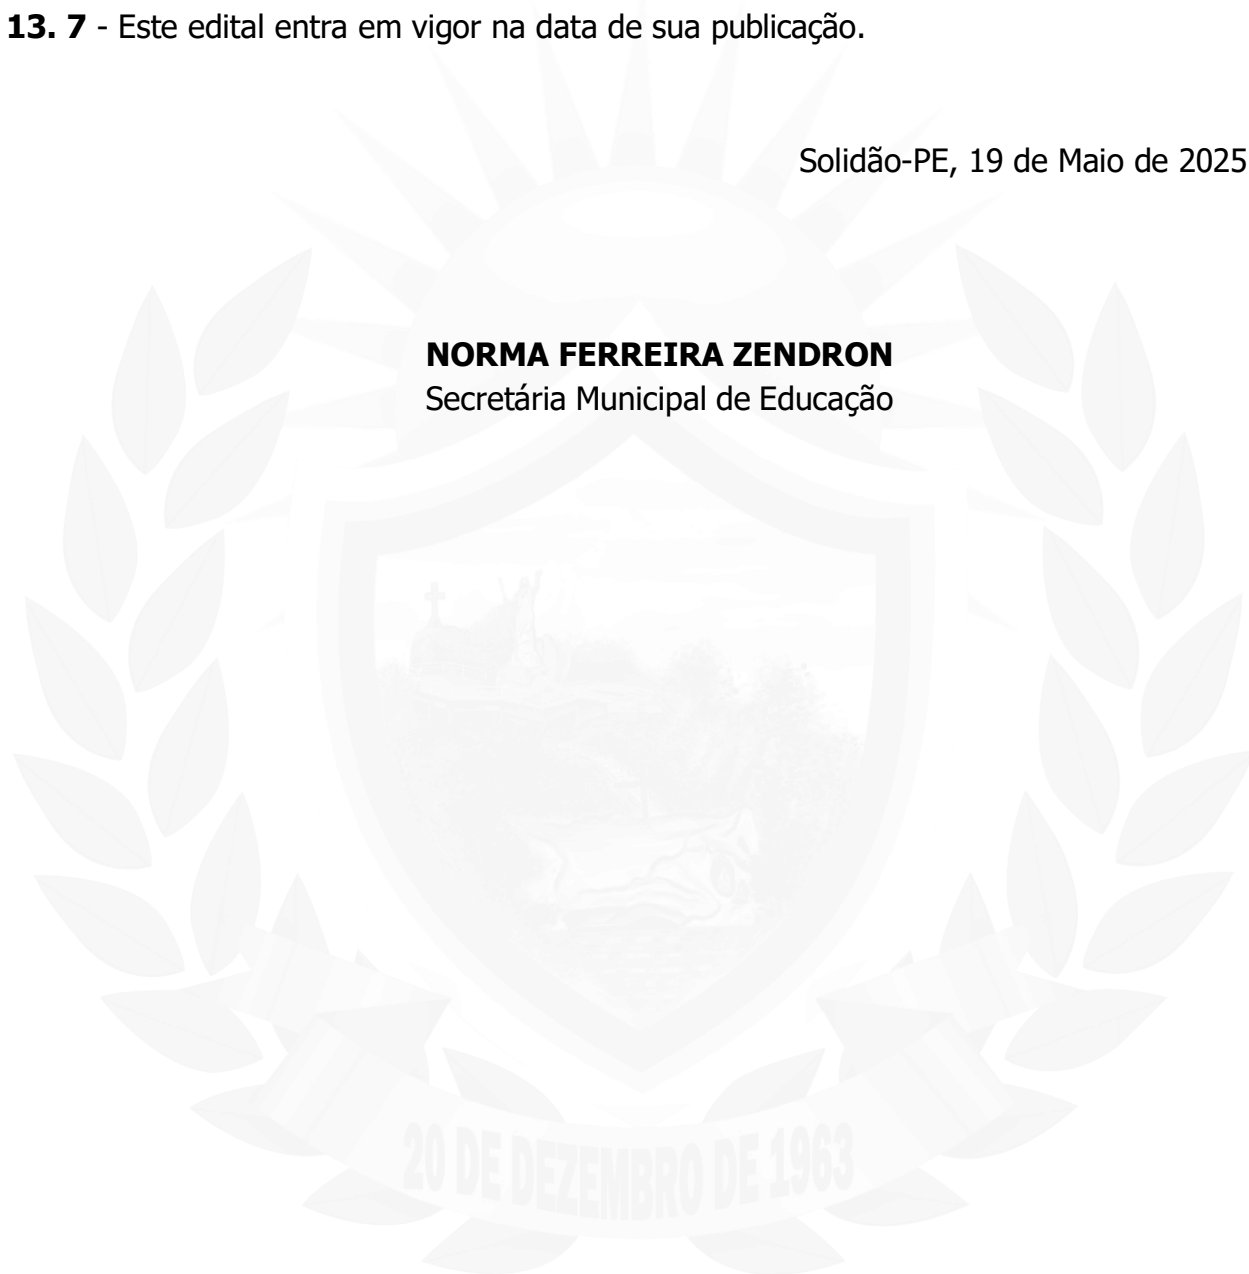 13. 7 - Este edital entra em vigor na data de sua publicação.
Solidão-PE, 19 de Maio de 2025
NORMA FERREIRA ZENDRON
Secretária Municipal de Educação
20 DE DEZEMBRO DE 1963